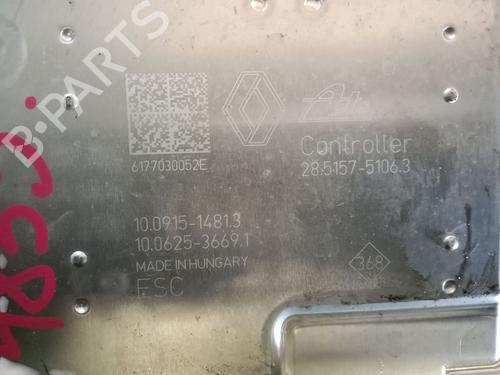 B-PARTS
Ate
Controller
6177030052E
28.5157-5106.3
10.0915-1481.3
10.0625-3669.1
MADE IN HUNGARY
368
ESC